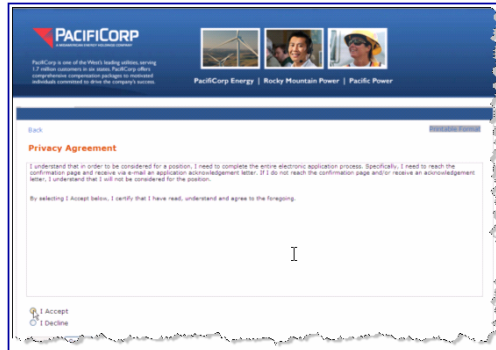 PACIFICORP
A MIDAMERICAN ENERGY HOLDINGS COMPANY
PacifiCorp is one of the West's leading utilities, serving
1.7 million customers in six states. PacifiCorp offers
comprehensive compensation packages to motivated
individuals committed to drive the company's success.
PacifiCorp Energy | Rocky Mountain Power | Pacific Power
Back
Printable Format
Privacy Agreement
I understand that in order to be considered for a position, I need to complete the entire electronic application process. Specifically, I need to reach the
confirmation page and receive via e-mail an application acknowledgement letter. If I do not reach the confirmation page and/or receive an acknowledgement
letter, I understand that I will not be considered for the position.
By selecting I Accept below, I certify that I have read, understand and agree to the foregoing.
I Accept
I Decline